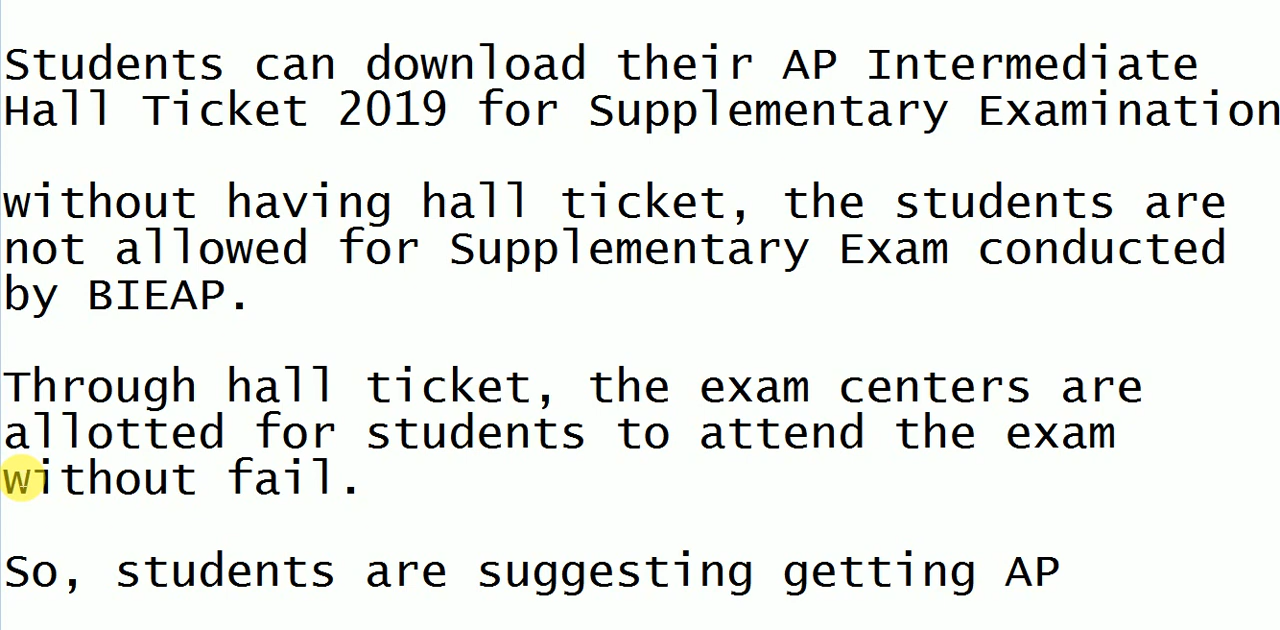 Students can download their AP Intermediate
Hall Ticket 2019 for Supplementary Examination
without having hall ticket, the students are
not allowed for Supplementary Exam conducted
by BIEAP.
Through hall ticket, the exam centers are
allotted for students to attend the exam
without fail.
So, students are suggesting getting AP